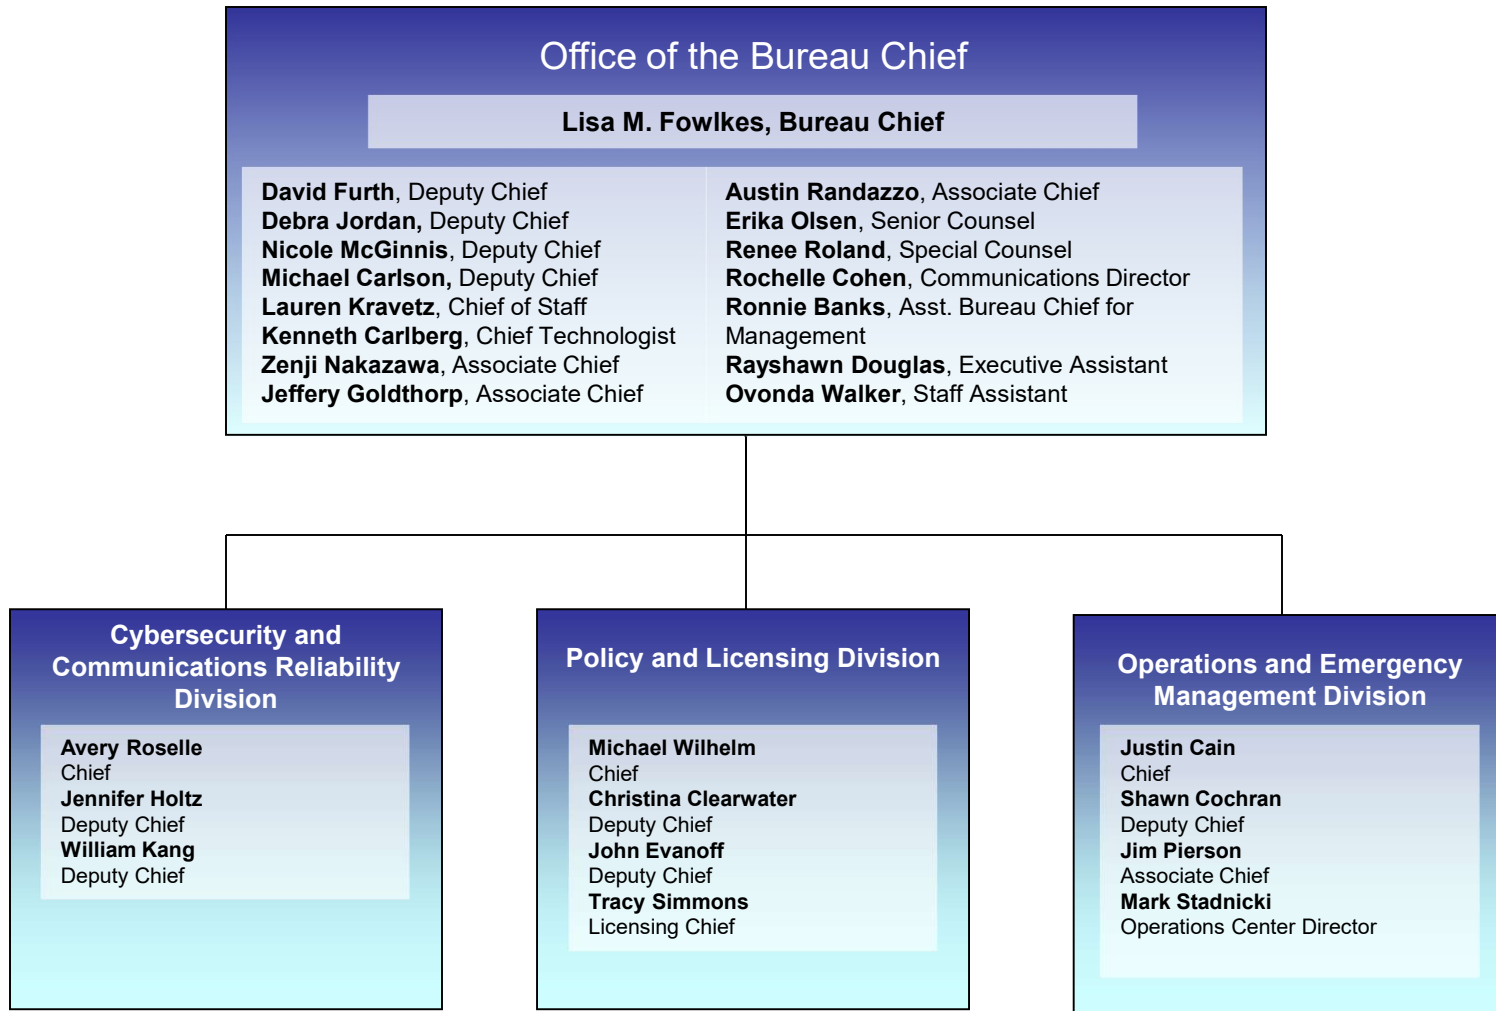 Office of the Bureau Chief
Lisa M. Fowlkes, Bureau Chief
David Furth, Deputy Chief
Debra Jordan, Deputy Chief
Nicole McGinnis, Deputy Chief
Michael Carlson, Deputy Chief
Lauren Kravetz, Chief of Staff
Kenneth Carlberg, Chief Technologist
Zenji Nakazawa, Associate Chief
Jeffery Goldthorp, Associate Chief
Austin Randazzo, Associate Chief
Erika Olsen, Senior Counsel
Renee Roland, Special Counsel
Rochelle Cohen, Communications Director
Ronnie Banks, Asst. Bureau Chief for
Management
Rayshawn Douglas, Executive Assistant
Ovonda Walker, Staff Assistant
Cybersecurity and
Communications Reliability
Division
Avery Roselle
Chief
Jennifer Holtz
Deputy Chief
William Kang
Deputy Chief
Policy and Licensing Division
Michael Wilhelm
Chief
Christina Clearwater
Deputy Chief
John Evanoff
Deputy Chief
Tracy Simmons
Licensing Chief
Operations and Emergency
Management Division
Justin Cain
Chief
Shawn Cochran
Deputy Chief
Jim Pierson
Associate Chief
Mark Stadnicki
Operations Center Director